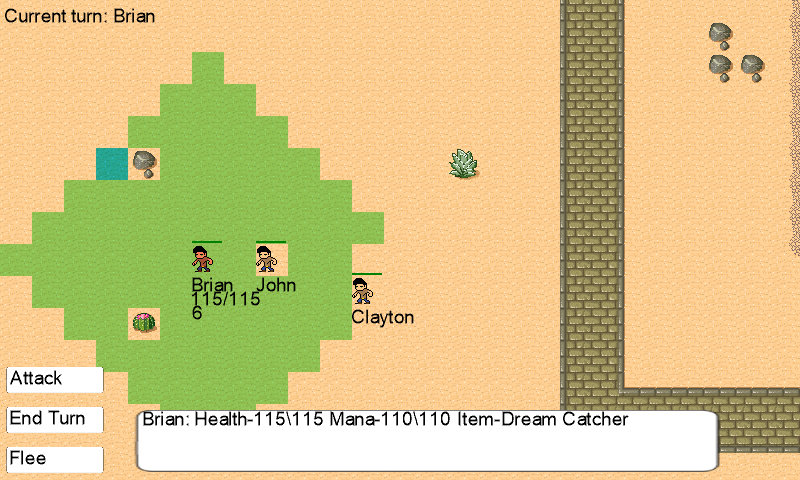 Current turn: Brian
Brian
John
115/115
6
Clayton
Attack
End Turn
Flee
Brian: Health-115\115 Mana-110\110 Item-Dream Catcher